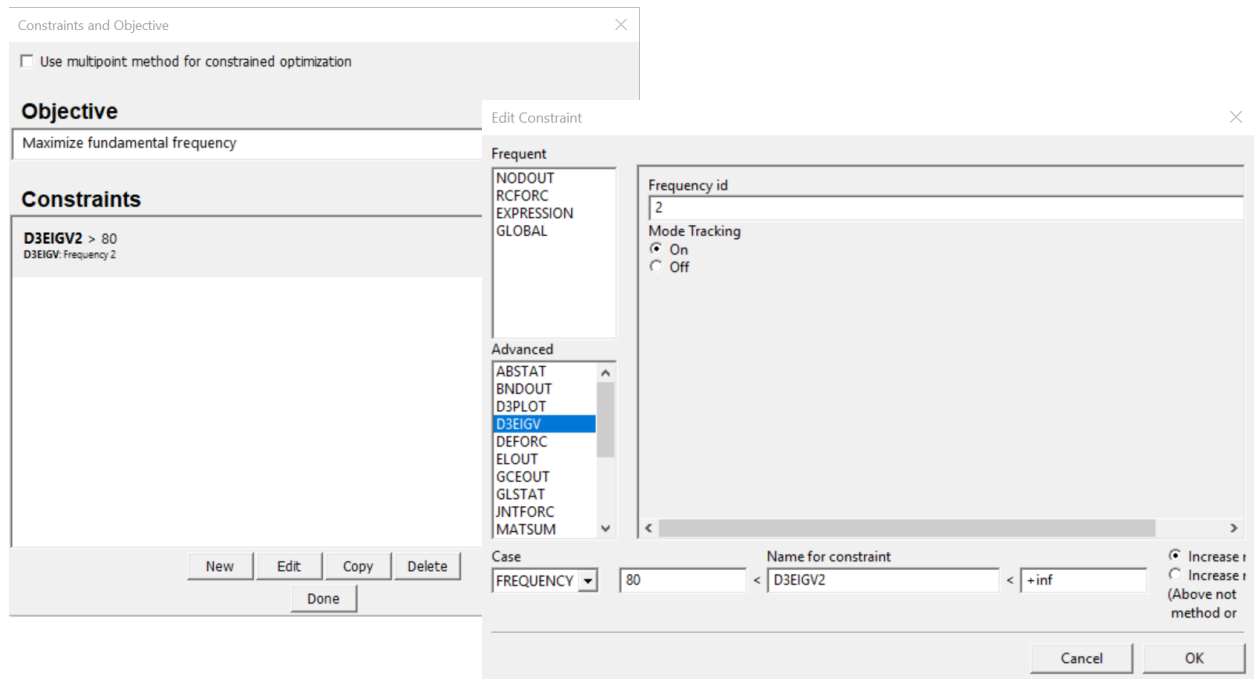 Constraints and Objective
Use multipoint method for constrained optimization
Objective
Maximize fundamental frequency
Constraints
D3EIGV2 > 80
D3EIGV: Frequency 2
New Edit Copy Delete
Done
Edit Constraint
Frequent
NODOUT
RCFORC
EXPRESSION
GLOBAL
Advanced
ABSTAT
BNDOUT
D3PLOT
D3EIGV
DEFORC
ELOUT
GCEOUT
GLSTAT
JNTFORC
MATSUM
Frequency id
2
Mode Tracking
On
Off
Case
FREQUENCY
80 <
Name for constraint
D3EIGV2 < +inf
Increase
Increase
(Above not
method or
Cancel OK